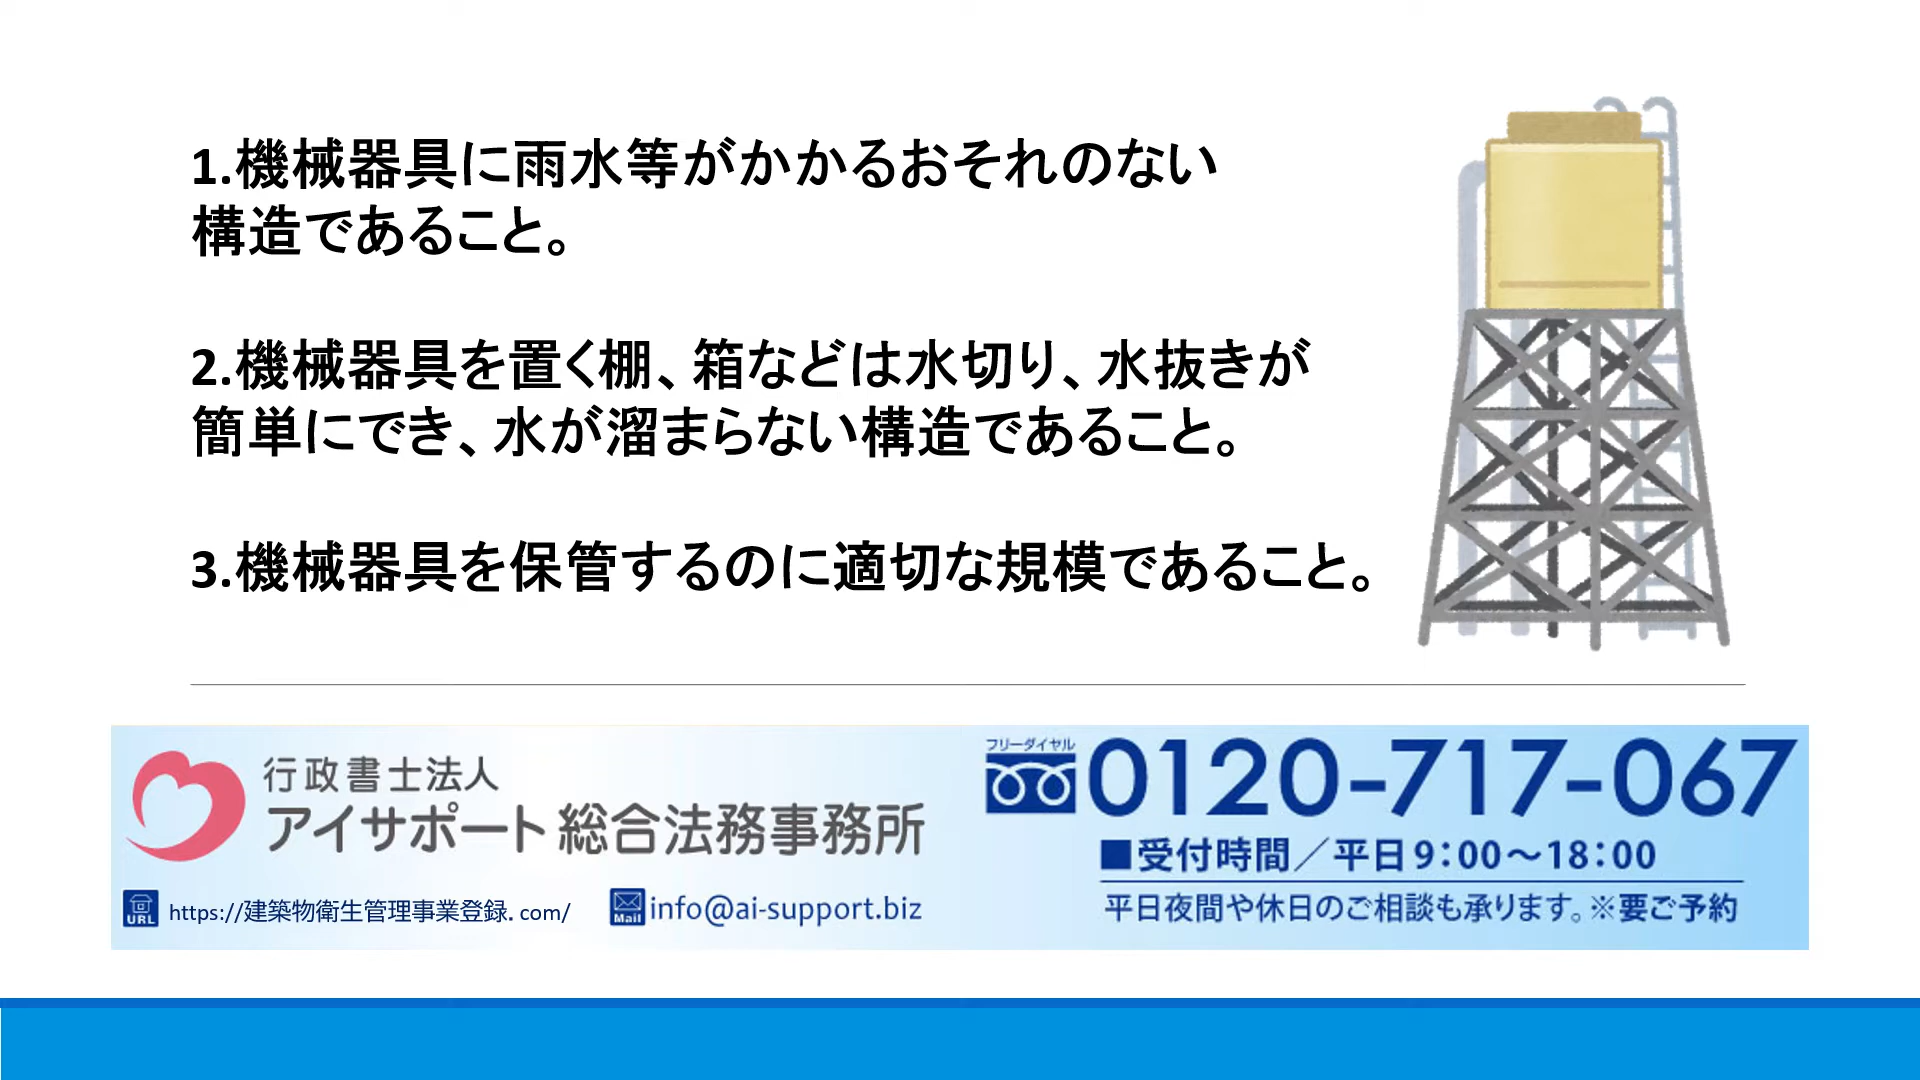 1.機械器具に雨水等がかかるおそれのない
構造であること。
2.機械器具を置く棚、箱などは水切り、水抜きが
簡単にでき、水が溜まらない構造であること。
3.機械器具を保管するのに適切な規模であること。
行政書士法人
アイサポート総合法務事務所
URL https://建築物衛生管理事業登録.com/
Mail info@ai-support.biz
フリーダイヤル
0120-717-067
■受付時間／平日9:00～18:00
平日夜間や休日のご相談も承ります。※要ご予約